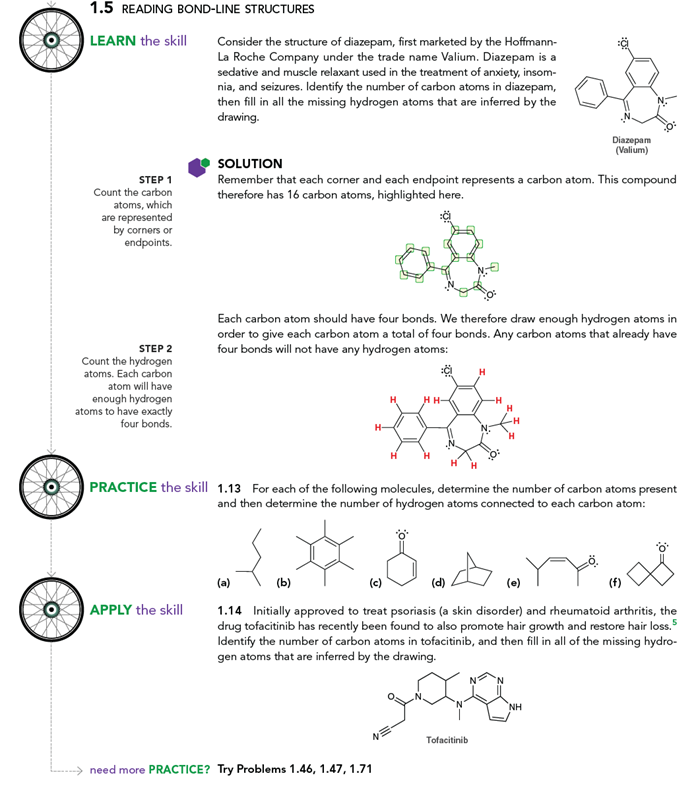 1.5 READING BOND-LINE STRUCTURES
LEARN the skill
Consider the structure of diazepam, first marketed by the Hoffmann-
La Roche Company under the trade name Valium. Diazepam is a
sedative and muscle relaxant used in the treatment of anxiety, insom-
nia, and seizures. Identify the number of carbon atoms in diazepam,
then fill in all the missing hydrogen atoms that are inferred by the
drawing.
Cl
N
N
O
Diazepam
(Valium)
SOLUTION
STEP 1
Count the carbon
atoms, which
are represented
by corners or
endpoints.
Remember that each corner and each endpoint represents a carbon atom. This compound
therefore has 16 carbon atoms, highlighted here.
Cl
N
N
O
Each carbon atom should have four bonds. We therefore draw enough hydrogen atoms in
order to give each carbon atom a total of four bonds. Any carbon atoms that already have
four bonds will not have any hydrogen atoms:
STEP 2
Count the hydrogen
atoms. Each carbon
atom will have
enough hydrogen
atoms to have exactly
four bonds.
Cl
H
H
H H
H
H
H
H
N
H
N
O
H
H
H H
PRACTICE the skill
1.13 For each of the following molecules, determine the number of carbon atoms present
and then determine the number of hydrogen atoms connected to each carbon atom:
O
O
O
(a)
(b)
(c)
(d)
(e)
(f)
APPLY the skill
1.14 Initially approved to treat psoriasis (a skin disorder) and rheumatoid arthritis, the
drug tofacitinib has recently been found to also promote hair growth and restore hair loss.5
Identify the number of carbon atoms in tofacitinib, and then fill in all of the missing hydro-
gen atoms that are inferred by the drawing.
N
N
O
N
N
NH
N
Tofacitinib
need more PRACTICE? Try Problems 1.46, 1.47, 1.71